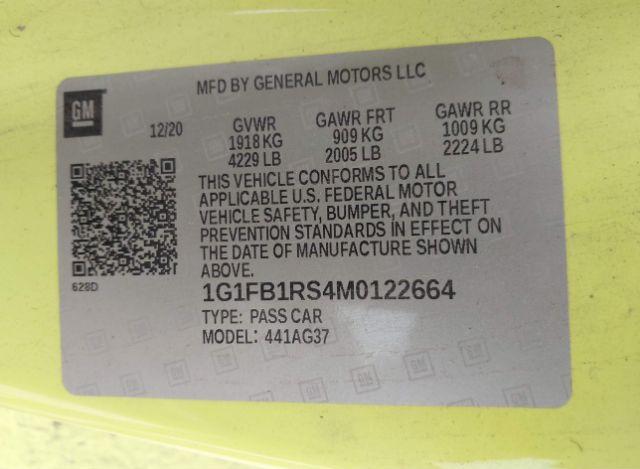 MFD BY GENERAL MOTORS LLC
GM
12/20 GVWR GAWR FRT GAWR RR
1918 KG 909 KG 1009 KG
4229 LB 2005 LB 2224 LB
THIS VEHICLE CONFORMS TO ALL
APPLICABLE U.S. FEDERAL MOTOR
VEHICLE SAFETY, BUMPER, AND THEFT
PREVENTION STANDARDS IN EFFECT ON
THE DATE OF MANUFACTURE SHOWN
ABOVE.
628D
1G1FB1RS4M0122664
TYPE: PASS CAR
MODEL: 441AG37